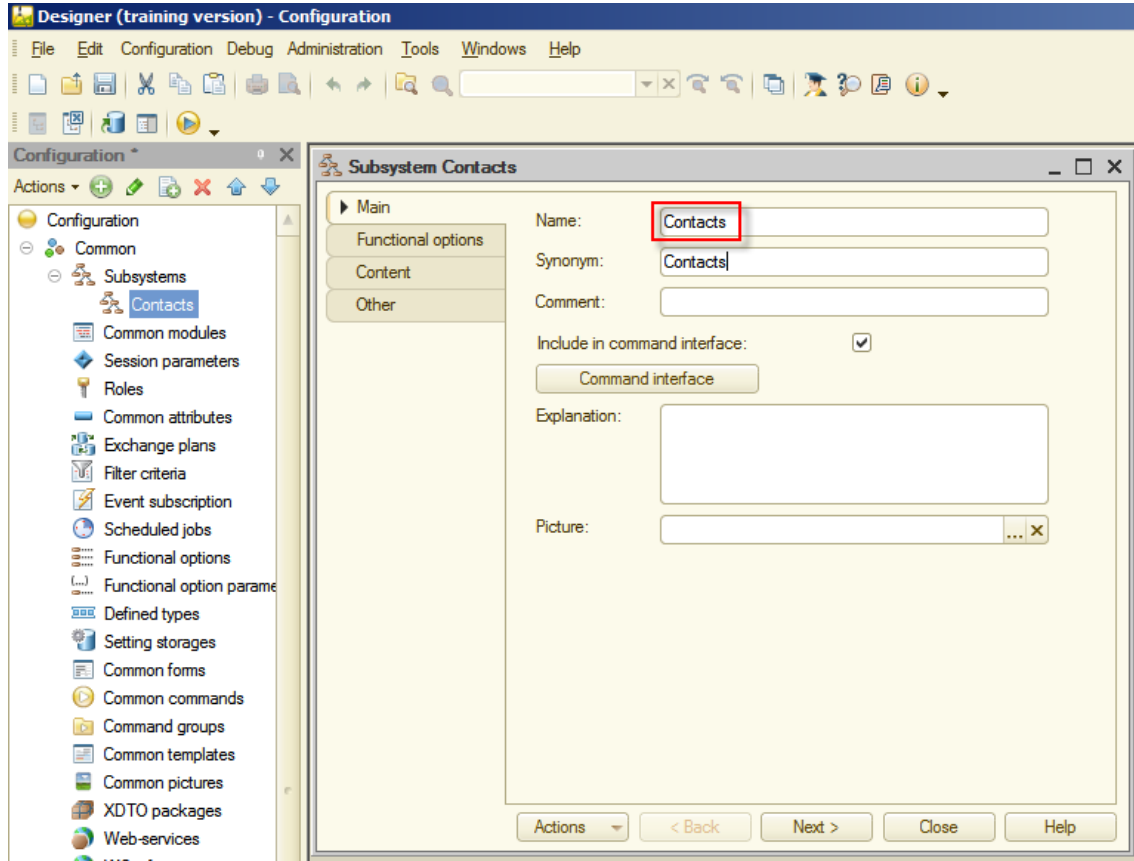 Designer (training version) - Configuration
File Edit Configuration Debug Administration Tools Windows Help
Configuration *
Actions
Configuration
Common
Subsystems
Contacts
Common modules
Session parameters
Roles
Common attributes
Exchange plans
Filter criteria
Event subscription
Scheduled jobs
Functional options
Functional option parame
Defined types
Setting storages
Common forms
Common commands
Command groups
Common templates
Common pictures
XDTO packages
Web-services
Subsystem Contacts
Main
Functional options
Content
Other
Name: Contacts
Synonym: Contacts
Comment:
Include in command interface:
Command interface
Explanation:
Picture: ...
Actions < Back Next > Close Help